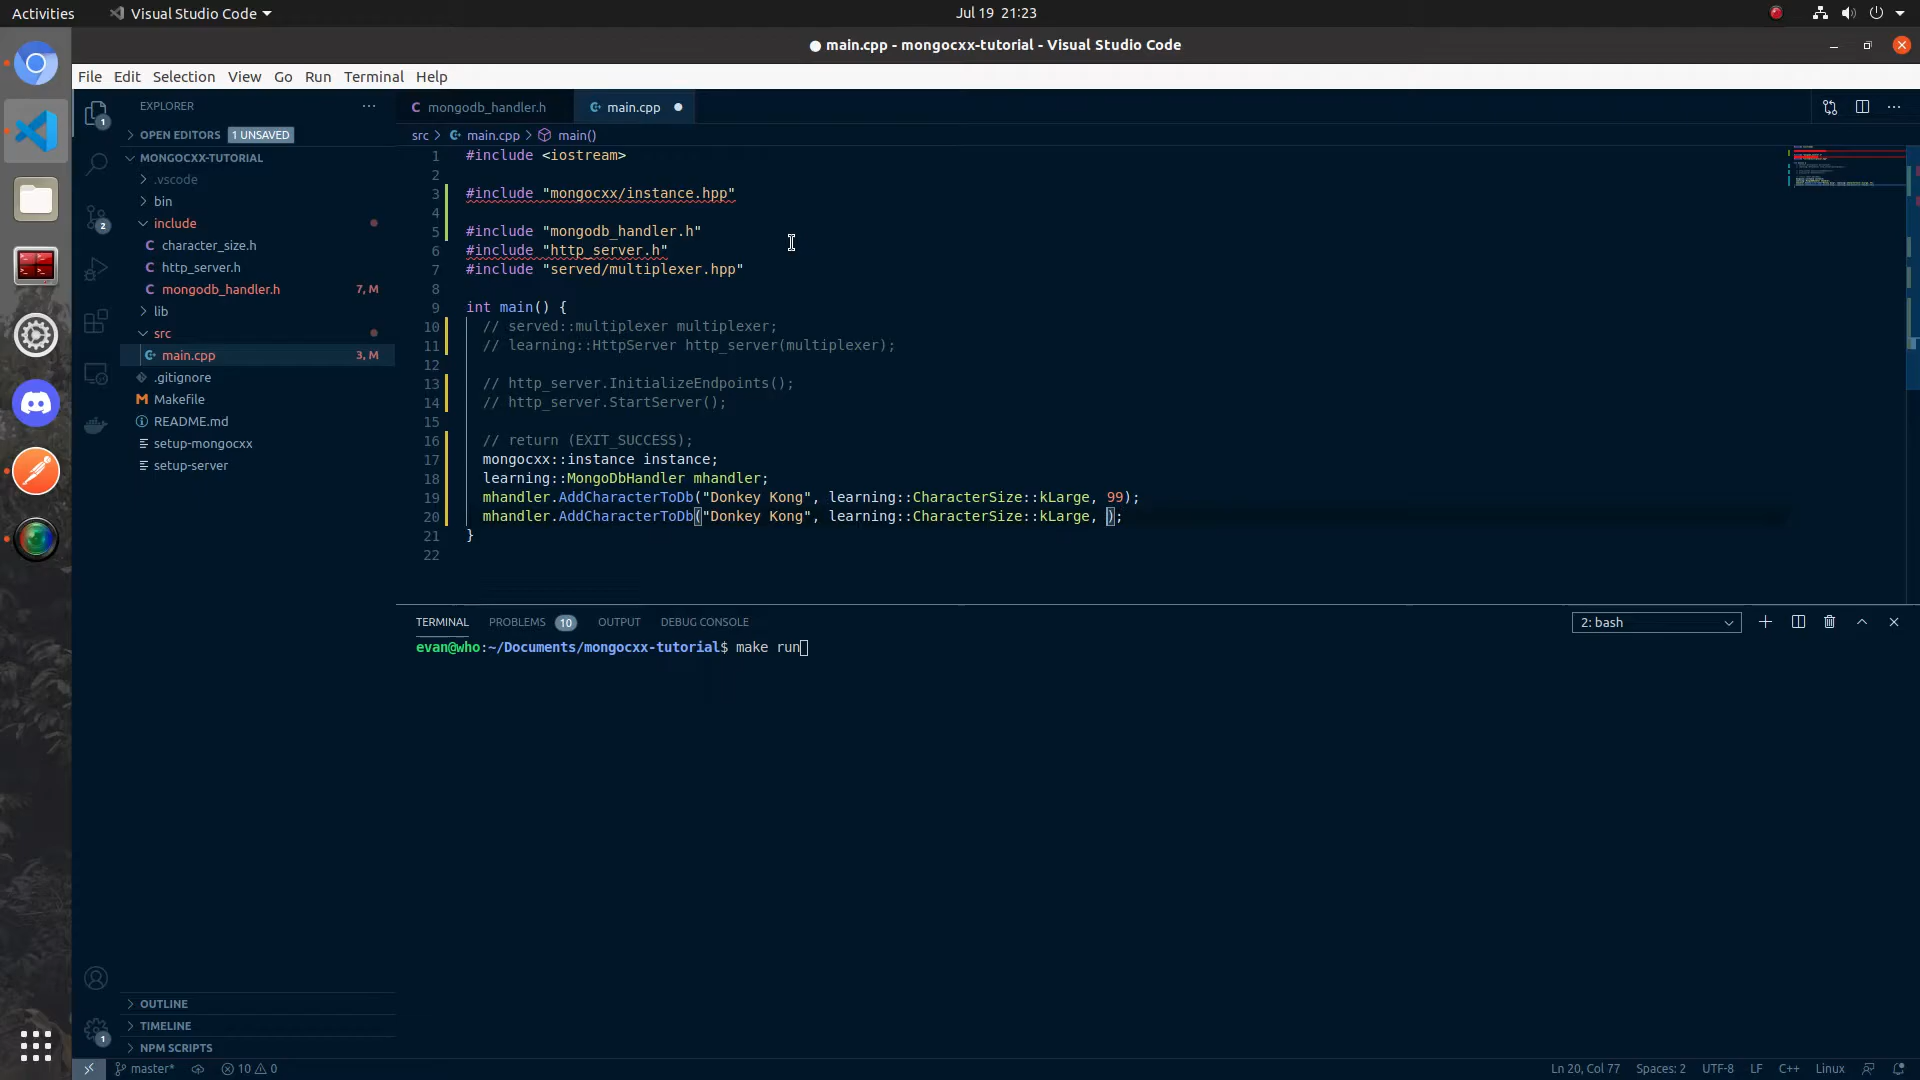 Activities Visual Studio Code Jul 19 21:23
● main.cpp - mongocxx-tutorial - Visual Studio Code
File Edit Selection View Go Run Terminal Help
EXPLORER
OPEN EDITORS 1 UNSAVED
MONGOCXX-TUTORIAL
.vscode
bin
include
character_size.h
http_server.h
mongodb_handler.h 7, M
lib
src
main.cpp 3, M
.gitignore
Makefile
README.md
setup-mongocxx
setup-server
OUTLINE
TIMELINE
NPM SCRIPTS
1
2
1
mongodb_handler.h main.cpp ●
src > main.cpp > main()
1 #include <iostream>
2
3 #include "mongocxx/instance.hpp"
4
5 #include "mongodb_handler.h"
6 #include "http_server.h"
7 #include "served/multiplexer.hpp"
8
9 int main() {
10 // served::multiplexer multiplexer;
11 // learning::HttpServer http_server(multiplexer);
12
13 // http_server.InitializeEndpoints();
14 // http_server.StartServer();
15
16 // return (EXIT_SUCCESS);
17 mongocxx::instance instance;
18 learning::MongoDbHandler mhandler;
19 mhandler.AddCharacterToDb("Donkey Kong", learning::CharacterSize::kLarge, 99);
20 mhandler.AddCharacterToDb("Donkey Kong", learning::CharacterSize::kLarge, );
21 }
22
TERMINAL PROBLEMS 10 OUTPUT DEBUG CONSOLE 2: bash
evan@who:~/Documents/mongocxx-tutorial$ make run
master* 10 0 Ln 20, Col 77 Spaces: 2 UTF-8 LF C++ Linux